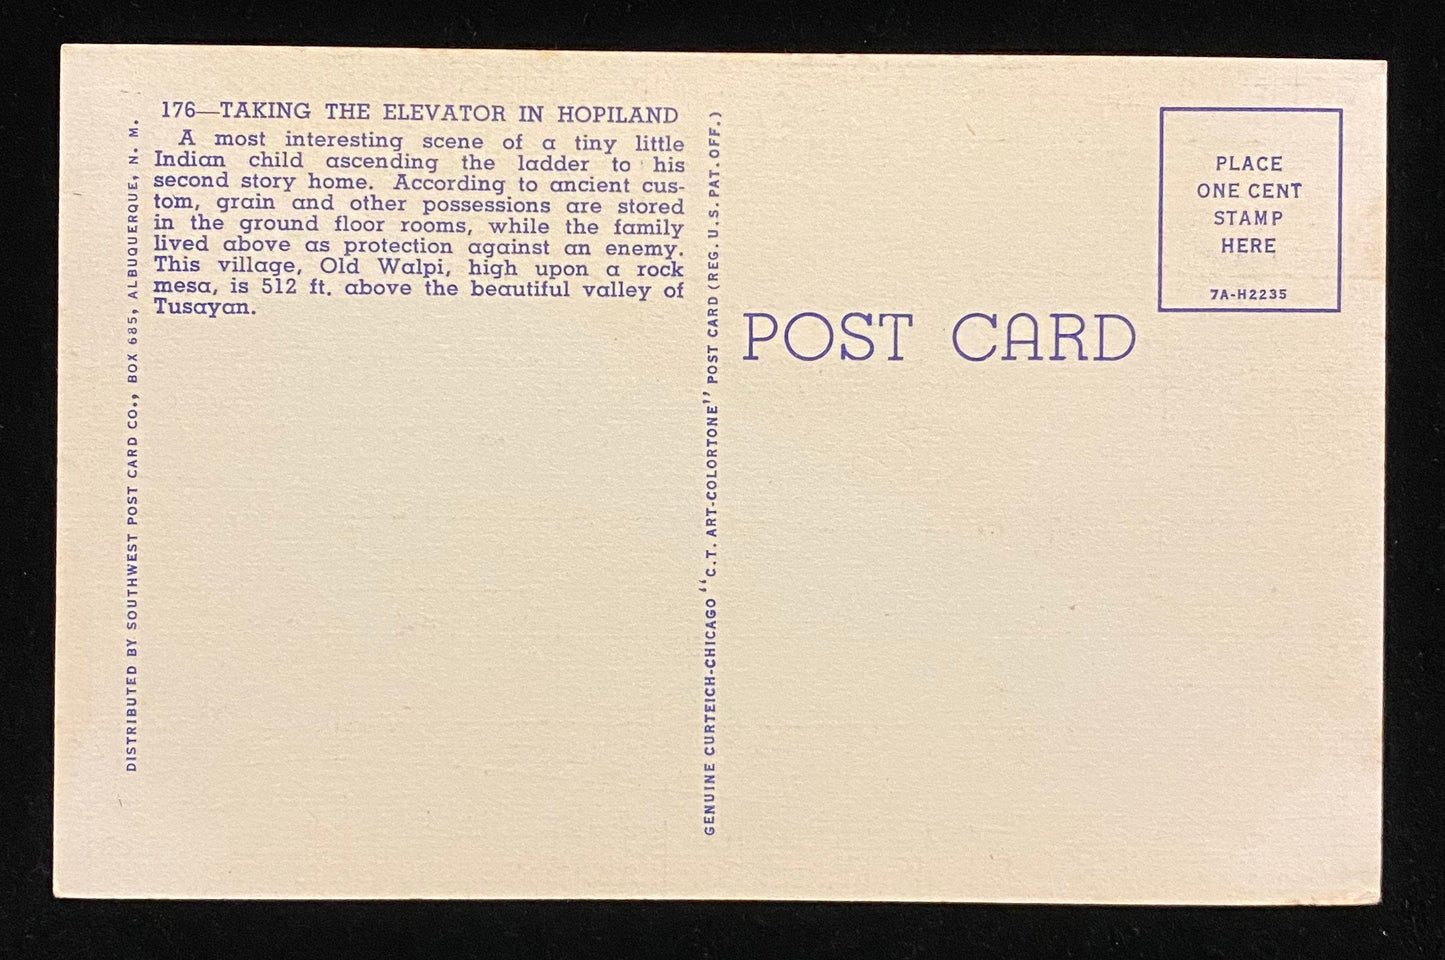 176—TAKING THE ELEVATOR IN HOPILAND
A most interesting scene of a tiny little
Indian child ascending the ladder to his
second story home. According to ancient cus-
tom, grain and other possessions are stored
in the ground floor rooms, while the family
lived above as protection against an enemy.
This village, Old Walpi, high upon a rock
mesa, is 512 ft. above the beautiful valley of
Tusayan.
DISTRIBUTED BY SOUTHWEST POST CARD CO., BOX 685, ALBUQUERQUE, N. M.
GENUINE CURTEICH-CHICAGO "C.T. ART-COLORTONE" POST CARD (REG. U.S. PAT. OFF.)
POST CARD
PLACE
ONE CENT
STAMP
HERE
7A-H2235